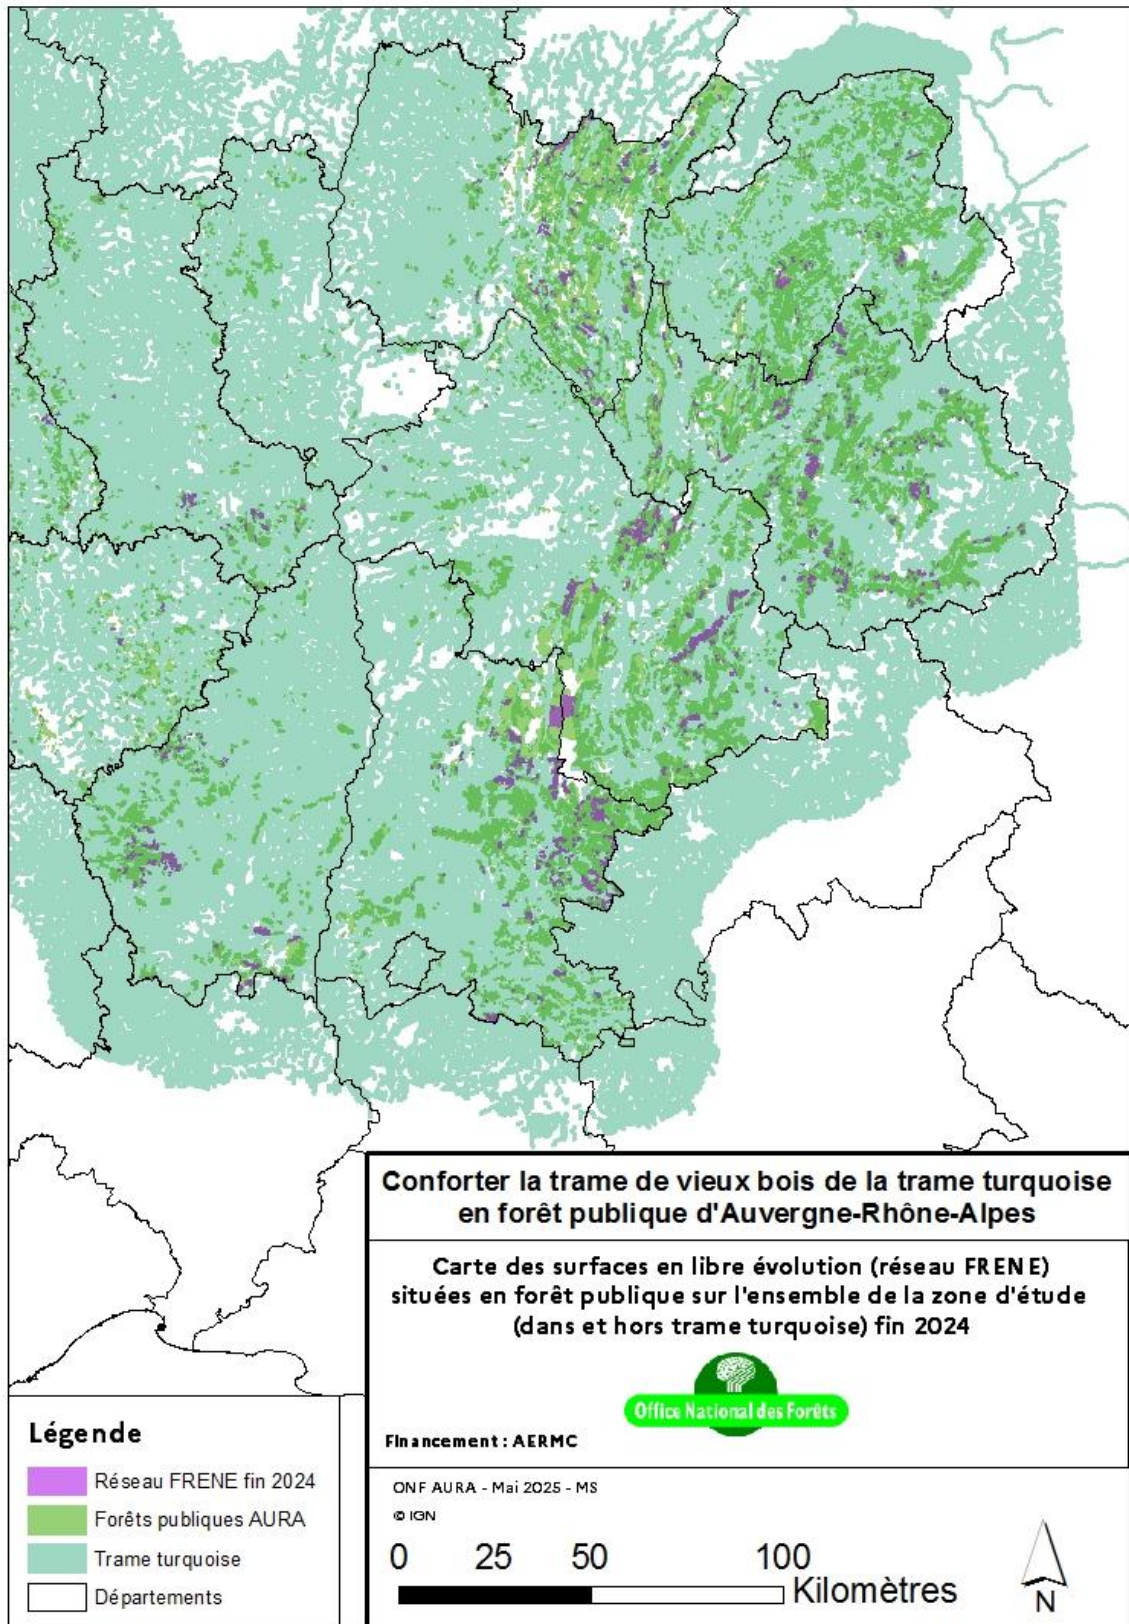 Conforter la trame de vieux bois de la trame turquoise
en forêt publique d'Auvergne-Rhône-Alpes
Carte des surfaces en libre évolution (réseau FRENE)
situées en forêt publique sur l'ensemble de la zone d'étude
(dans et hors trame turquoise) fin 2024
Office National des Forêts
Financement : AERMC
Légende
Réseau FRENE fin 2024
Forêts publiques AURA
Trame turquoise
Départements
ONF AURA - Mai 2025 - MS
© IGN
0 25 50 100
Kilomètres
N